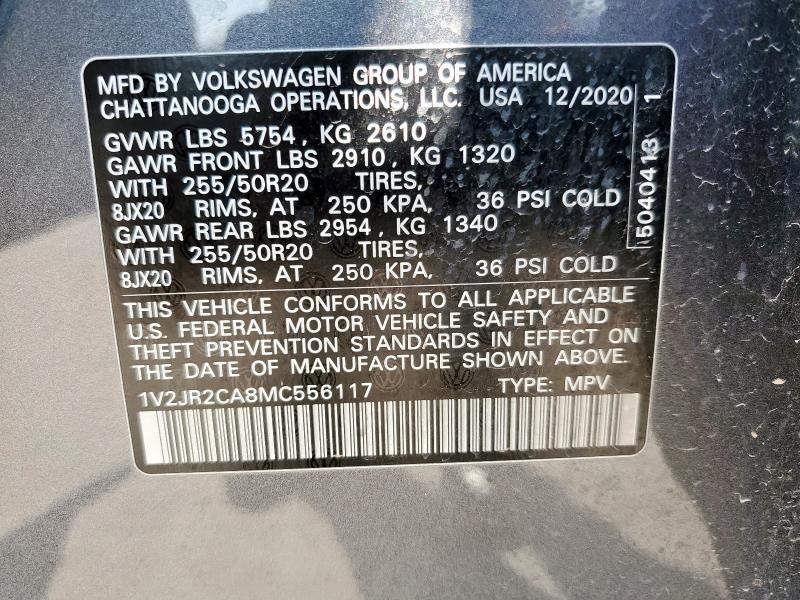 MFD BY VOLKSWAGEN GROUP OF AMERICA
CHATTANOOGA OPERATIONS, LLC. USA 12/2020
GVWR LBS 5754, KG 2610
GAWR FRONT LBS 2910, KG 1320
WITH 255/50R20 TIRES,
8JX20 RIMS, AT 250 KPA, 36 PSI COLD
GAWR REAR LBS 2954, KG 1340
WITH 255/50R20 TIRES,
8JX20 RIMS, AT 250 KPA, 36 PSI COLD
5040413 1
THIS VEHICLE CONFORMS TO ALL APPLICABLE
U.S. FEDERAL MOTOR VEHICLE SAFETY AND
THEFT PREVENTION STANDARDS IN EFFECT ON
THE DATE OF MANUFACTURE SHOWN ABOVE.
1V2JR2CA8MC556117 TYPE: MPV